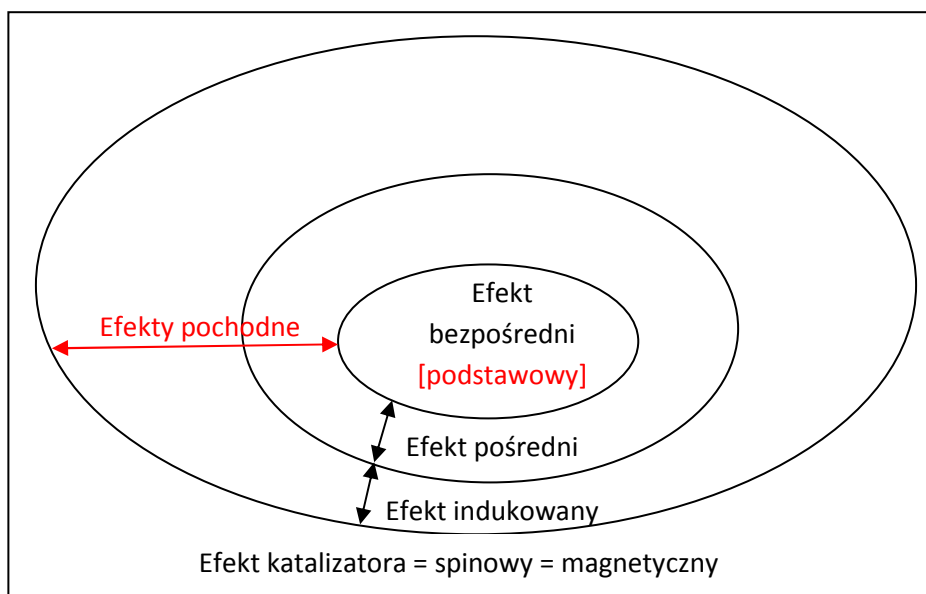 Efekt
bezpośredni
[podstawowy]
Efekty pochodne
Efekt pośredni
Efekt indukowany
Efekt katalizatora = spinowy = magnetyczny